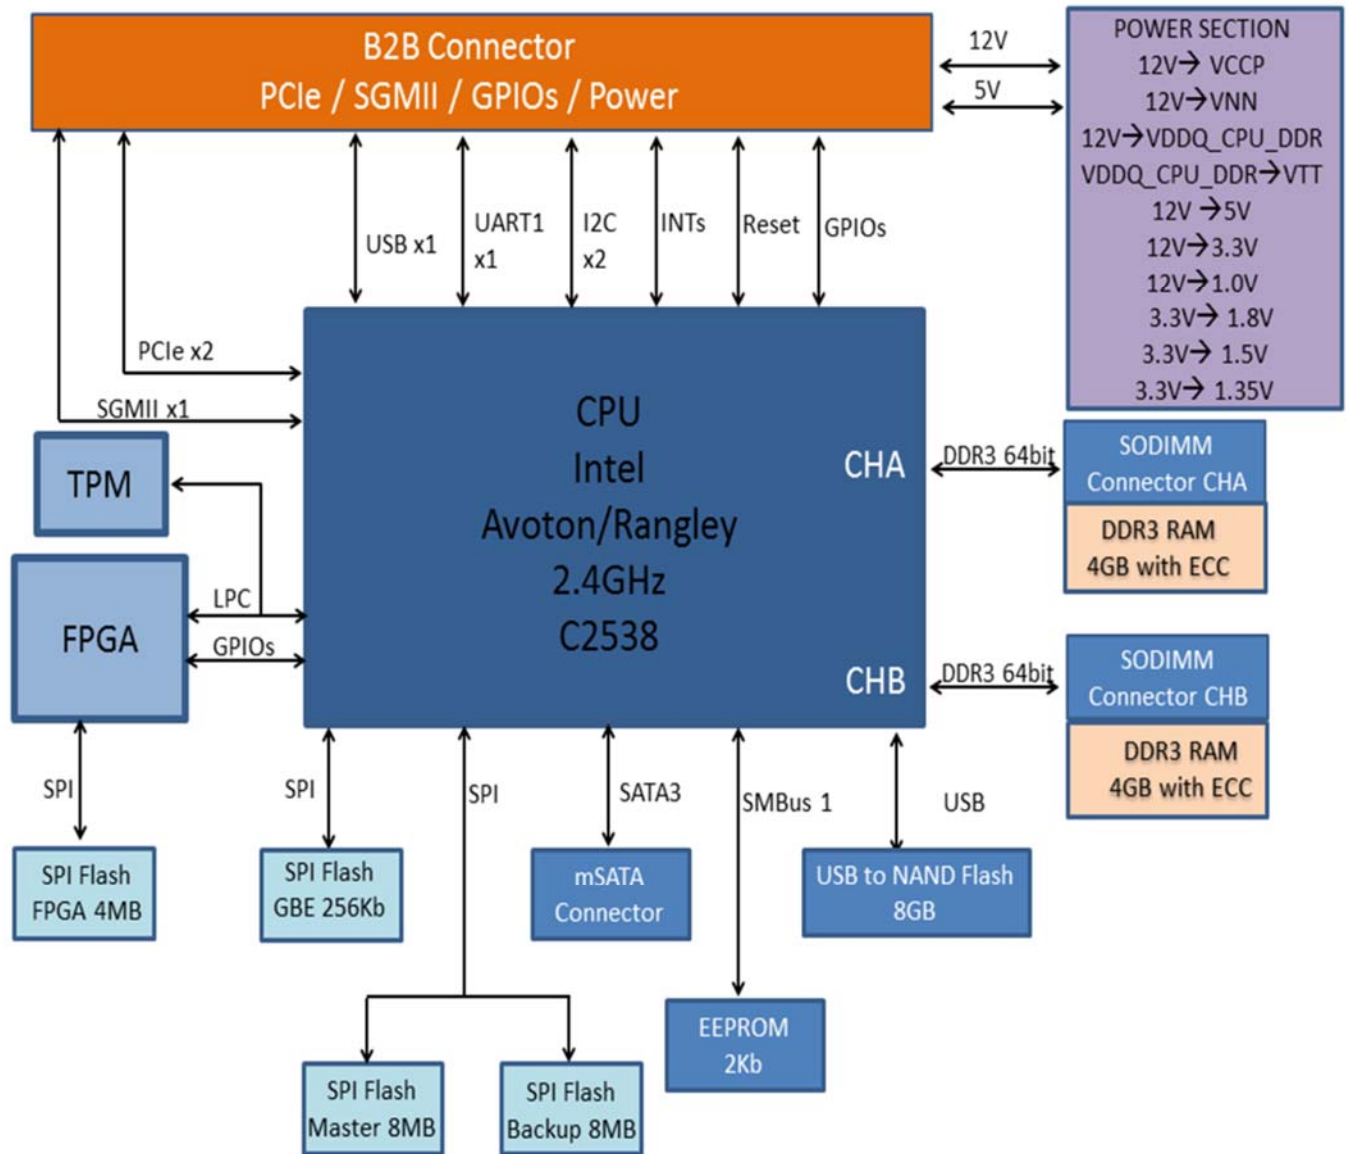 B2B Connector
PCIe / SGMII / GPIOs / Power
12V
5V
POWER SECTION
12V→ VCCP
12V→VNN
12V→VDDQ_CPU_DDR
VDDQ_CPU_DDR→VTT
12V →5V
12V→3.3V
12V→1.0V
3.3V→ 1.8V
3.3V→ 1.5V
3.3V→ 1.35V
USB x1
UART1
x1
I2C
x2
INTs
Reset
GPIOs
PCIe x2
SGMII x1
TPM
FPGA
LPC
GPIOs
CPU
Intel
Avoton/Rangley
2.4GHz
C2538
CHA
CHB
DDR3 64bit
SODIMM
Connector CHA
DDR3 RAM
4GB with ECC
DDR3 64bit
SODIMM
Connector CHB
DDR3 RAM
4GB with ECC
SPI
SPI
SPI
SATA3
SMBus 1
USB
SPI Flash
FPGA 4MB
SPI Flash
GBE 256Kb
mSATA
Connector
USB to NAND Flash
8GB
EEPROM
2Kb
SPI Flash
Master 8MB
SPI Flash
Backup 8MB